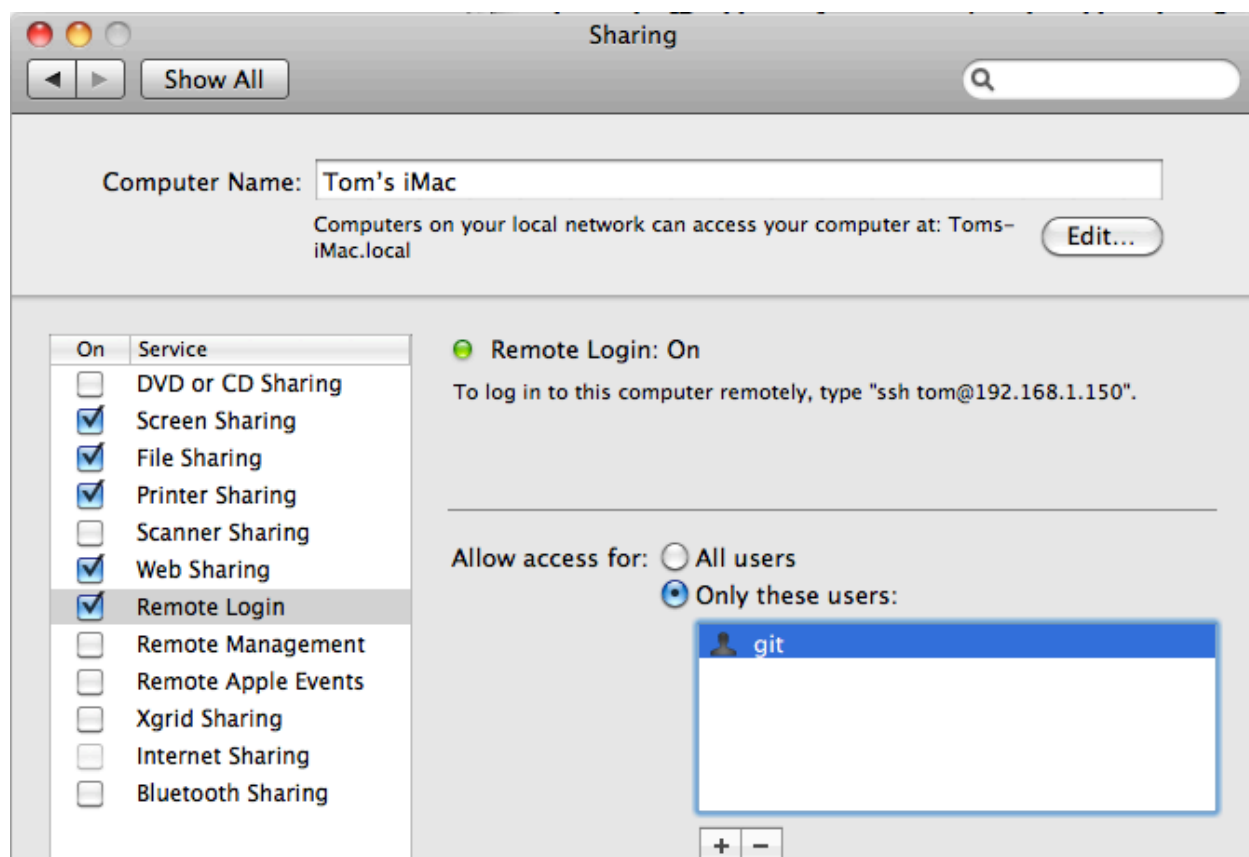 Sharing
Show All
Computer Name: Tom's iMac
Computers on your local network can access your computer at: Toms-
iMac.local
Edit...
On Service
DVD or CD Sharing
Screen Sharing
File Sharing
Printer Sharing
Scanner Sharing
Web Sharing
Remote Login
Remote Management
Remote Apple Events
Xgrid Sharing
Internet Sharing
Bluetooth Sharing
Remote Login: On
To log in to this computer remotely, type "ssh tom@192.168.1.150".
Allow access for: All users
Only these users:
git
+ −